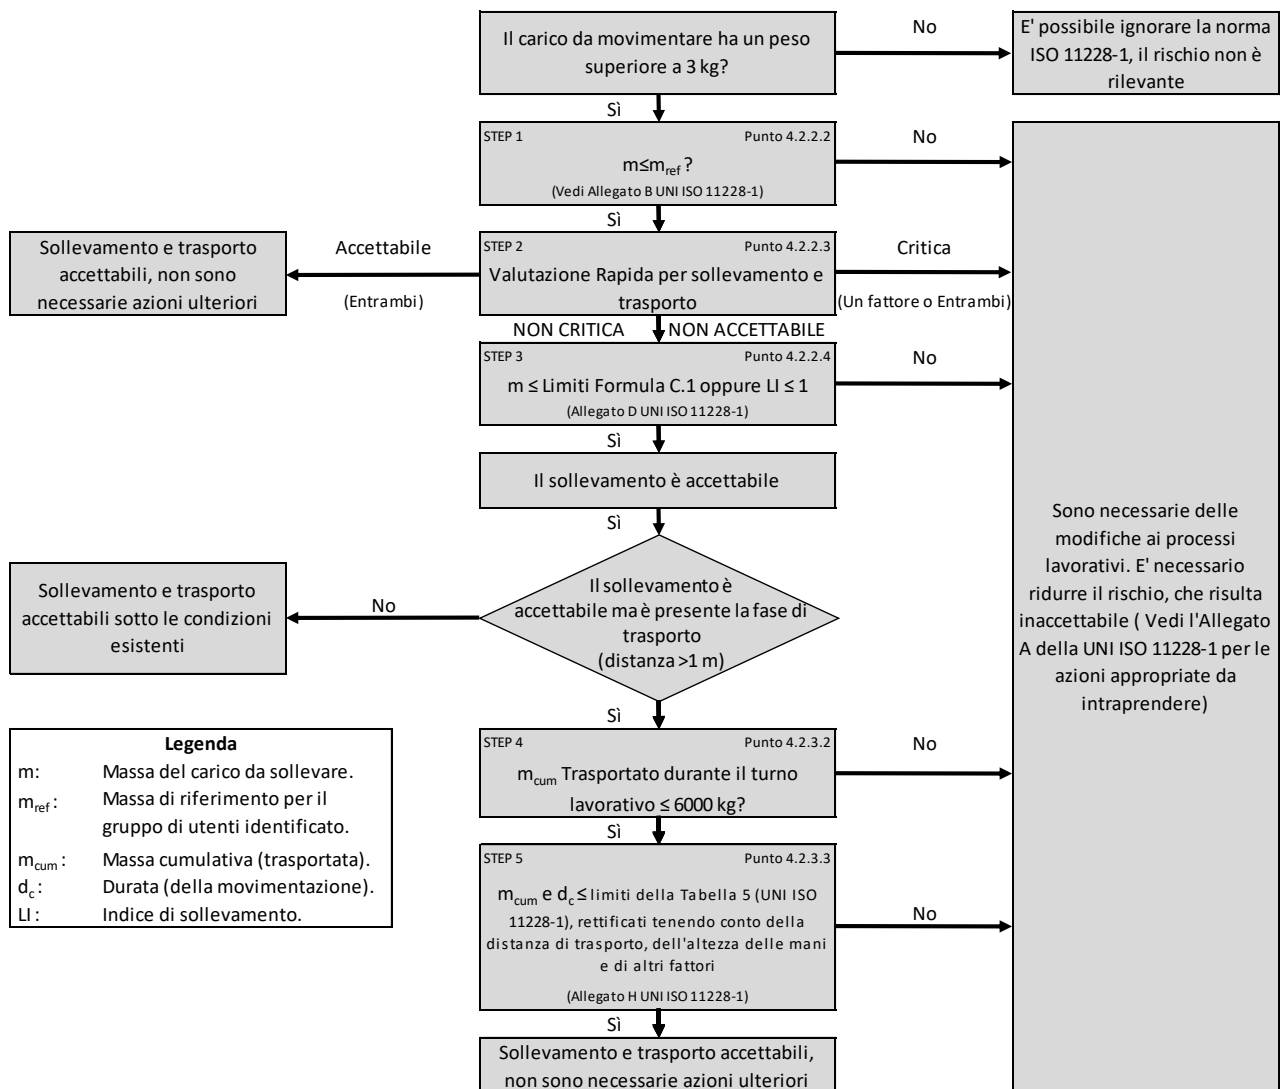 Il carico da movimentare ha un peso
superiore a 3 kg?
No
E' possibile ignorare la norma
ISO 11228-1, il rischio non è
rilevante
Sì
STEP 1 Punto 4.2.2.2
m≤mref ?
(Vedi Allegato B UNI ISO 11228-1)
No
Sì
Sollevamento e trasporto
accettabili, non sono
necessarie azioni ulteriori
Accettabile
(Entrambi)
STEP 2 Punto 4.2.2.3
Valutazione Rapida per sollevamento e
trasporto
Critica
(Un fattore o Entrambi)
NON CRITICA NON ACCETTABILE
STEP 3 Punto 4.2.2.4
m ≤ Limiti Formula C.1 oppure LI ≤ 1
(Allegato D UNI ISO 11228-1)
No
Sì
Il sollevamento è accettabile
Sì
Sono necessarie delle
modifiche ai processi
lavorativi. E' necessario
ridurre il rischio, che risulta
inaccettabile ( Vedi l'Allegato
A della UNI ISO 11228-1 per le
azioni appropriate da
intraprendere)
Il sollevamento è
accettabile ma è presente la fase di
trasporto
(distanza >1 m)
No
Sollevamento e trasporto
accettabili sotto le condizioni
esistenti
Sì
STEP 4 Punto 4.2.3.2
mcum Trasportato durante il turno
lavorativo ≤ 6000 kg?
No
Sì
STEP 5 Punto 4.2.3.3
mcum e dc ≤ limiti della Tabella 5 (UNI ISO
11228-1), rettificati tenendo conto della
distanza di trasporto, dell'altezza delle mani
e di altri fattori
(Allegato H UNI ISO 11228-1)
No
Sì
Sollevamento e trasporto accettabili,
non sono necessarie azioni ulteriori
Legenda
m: Massa del carico da sollevare.
mref : Massa di riferimento per il
gruppo di utenti identificato.
mcum : Massa cumulativa (trasportata).
dc : Durata (della movimentazione).
LI : Indice di sollevamento.